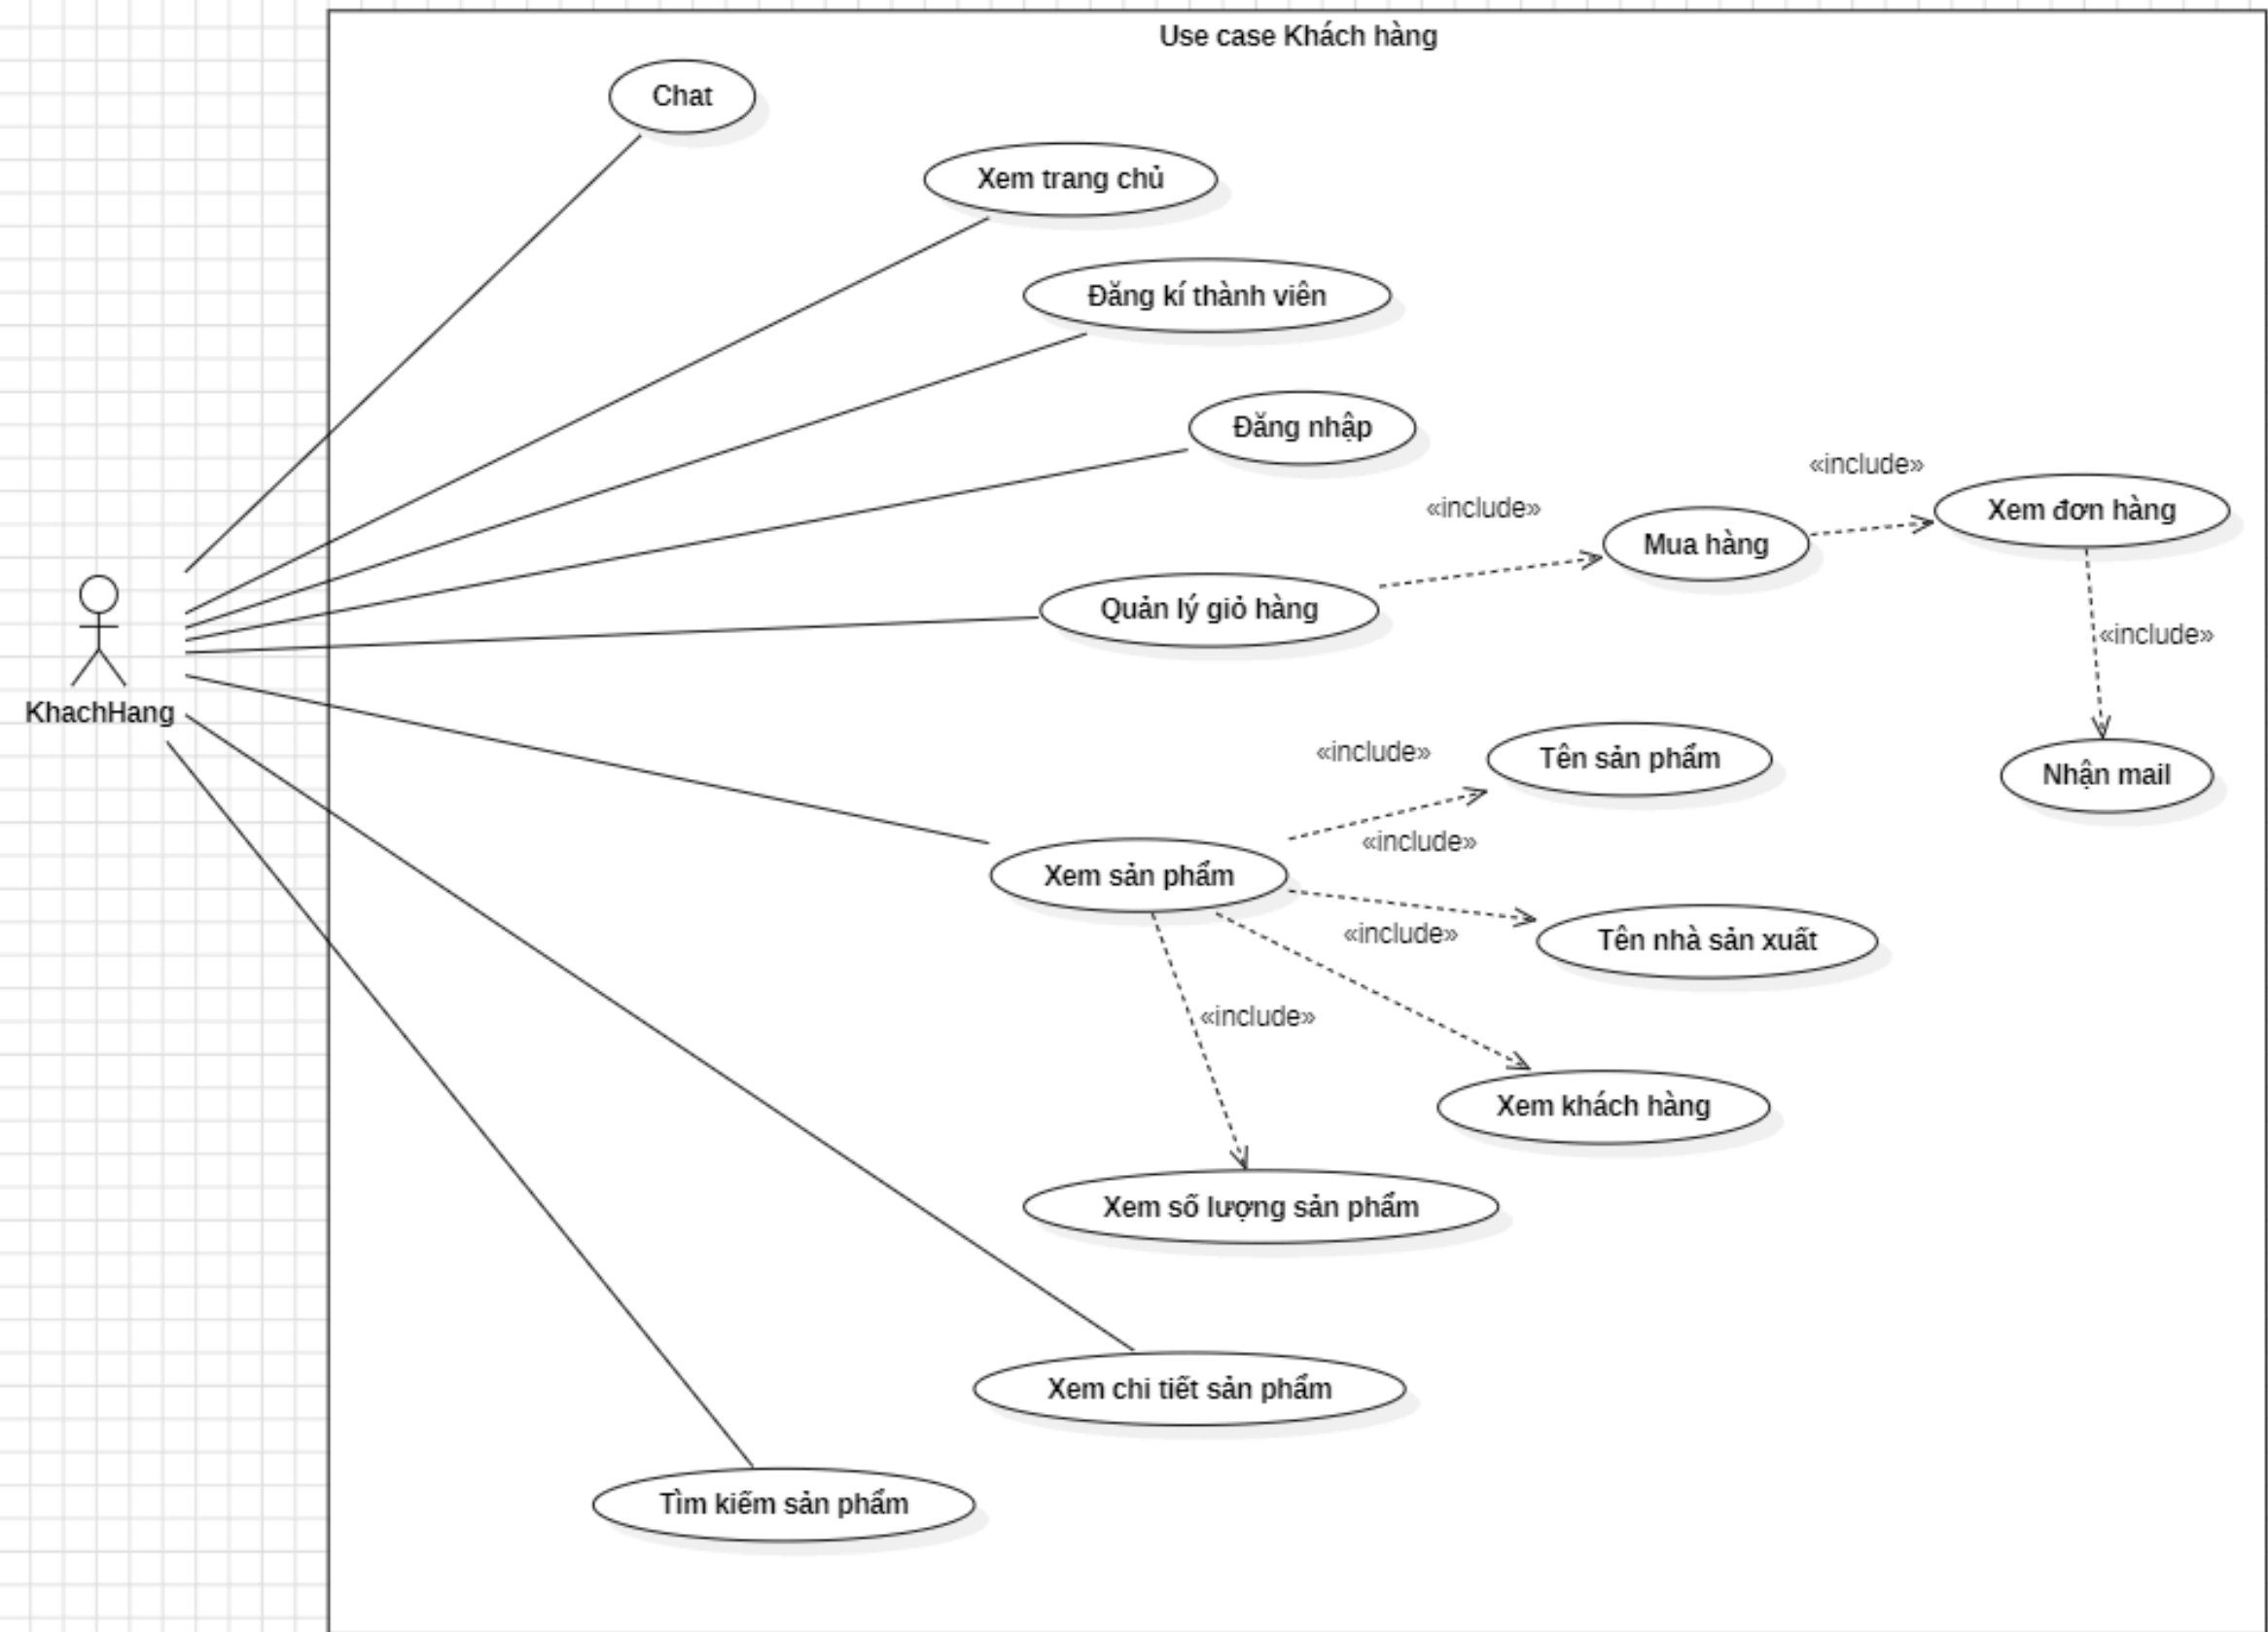 Use case Khách hàng
Chat
Xem trang chủ
Đăng kí thành viên
Đăng nhập
«include»
Xem đơn hàng
«include»
Mua hàng
Quản lý giỏ hàng
«include»
KhachHang
«include»
Tên sản phẩm
Nhận mail
«include»
Xem sản phẩm
«include»
Tên nhà sản xuất
«include»
Xem khách hàng
Xem số lượng sản phẩm
Xem chi tiết sản phẩm
Tìm kiếm sản phẩm